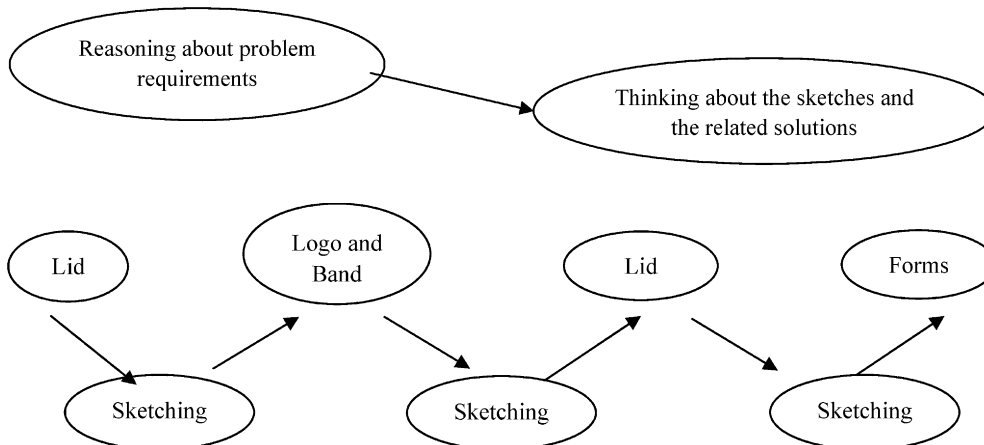 Reasoning about problem
requirements
Thinking about the sketches and
the related solutions
Lid
Logo and
Band
Lid
Forms
Sketching
Sketching
Sketching